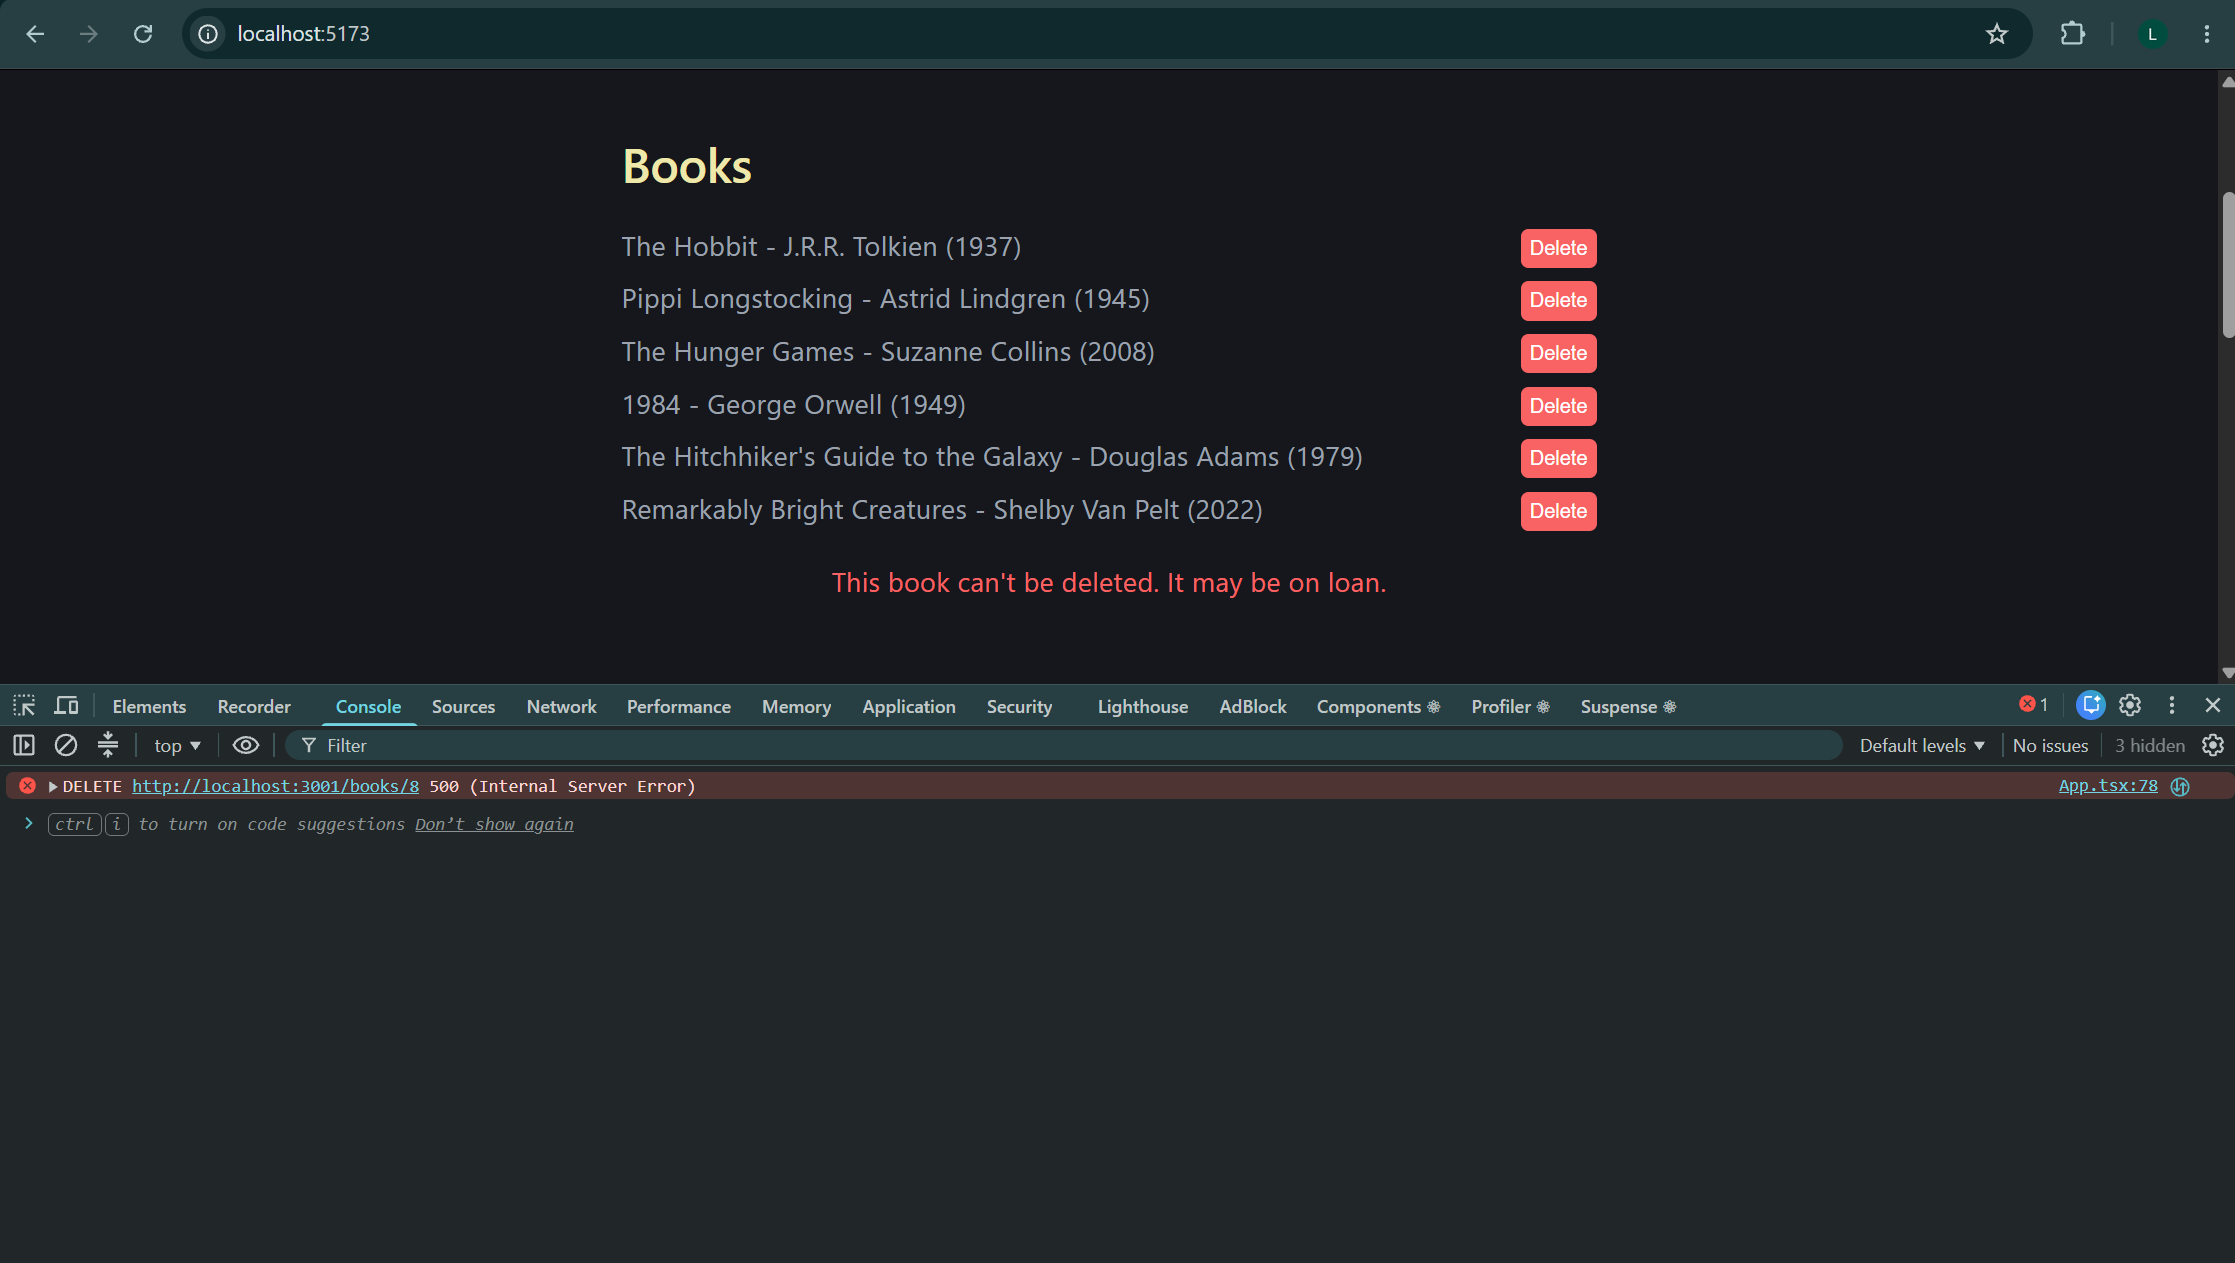 localhost:5173
L
Books
The Hobbit - J.R.R. Tolkien (1937) Delete
Pippi Longstocking - Astrid Lindgren (1945) Delete
The Hunger Games - Suzanne Collins (2008) Delete
1984 - George Orwell (1949) Delete
The Hitchhiker's Guide to the Galaxy - Douglas Adams (1979) Delete
Remarkably Bright Creatures - Shelby Van Pelt (2022) Delete
This book can't be deleted. It may be on loan.
Elements Recorder Console Sources Network Performance Memory Application Security Lighthouse AdBlock Components Profiler Suspense 1
top Filter Default levels No issues 3 hidden
DELETE http://localhost:3001/books/8 500 (Internal Server Error) App.tsx:78
ctrl i to turn on code suggestions Don’t show again